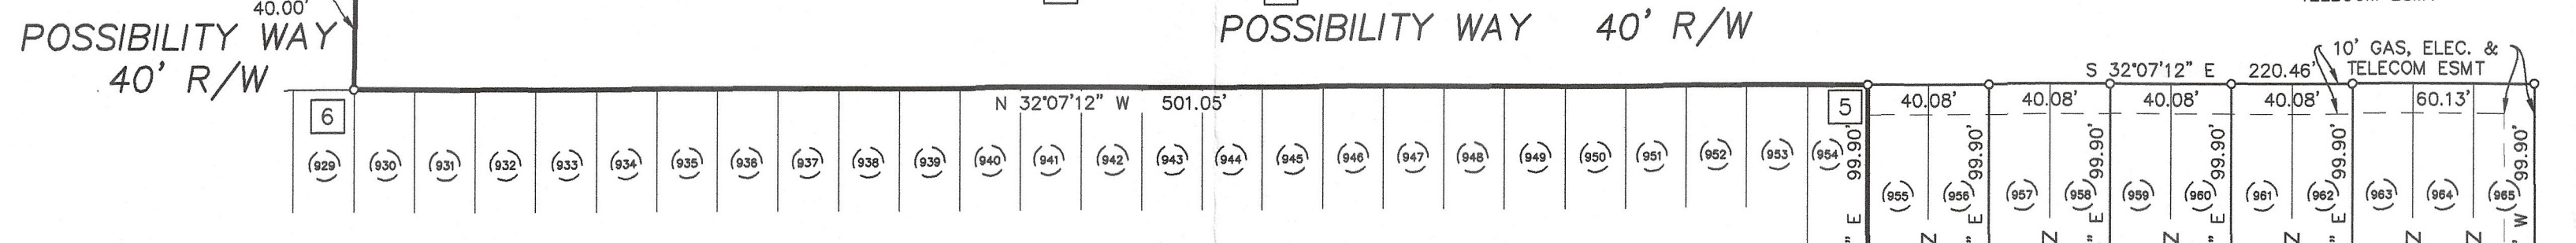 40.00'
POSSIBILITY WAY
40' R/W
POSSIBILITY WAY 40' R/W
10' GAS, ELEC. &
TELECOM ESMT
S 32°07'12" E 220.46'
N 32°07'12" W 501.05'
6
5
40.08'
40.08'
40.08'
40.08'
60.13'
99.90'
99.90'
99.90'
99.90'
99.90'
99.90'
(929) (930) (931) (932) (933) (934) (935) (936) (937) (938) (939) (940) (941) (942) (943) (944) (945) (946) (947) (948) (949) (950) (951) (952) (953) (954)
(955) (956) (957) (958) (959) (960) (961) (962) (963) (964) (965)
" E
" E
" E
" E
" E
' W